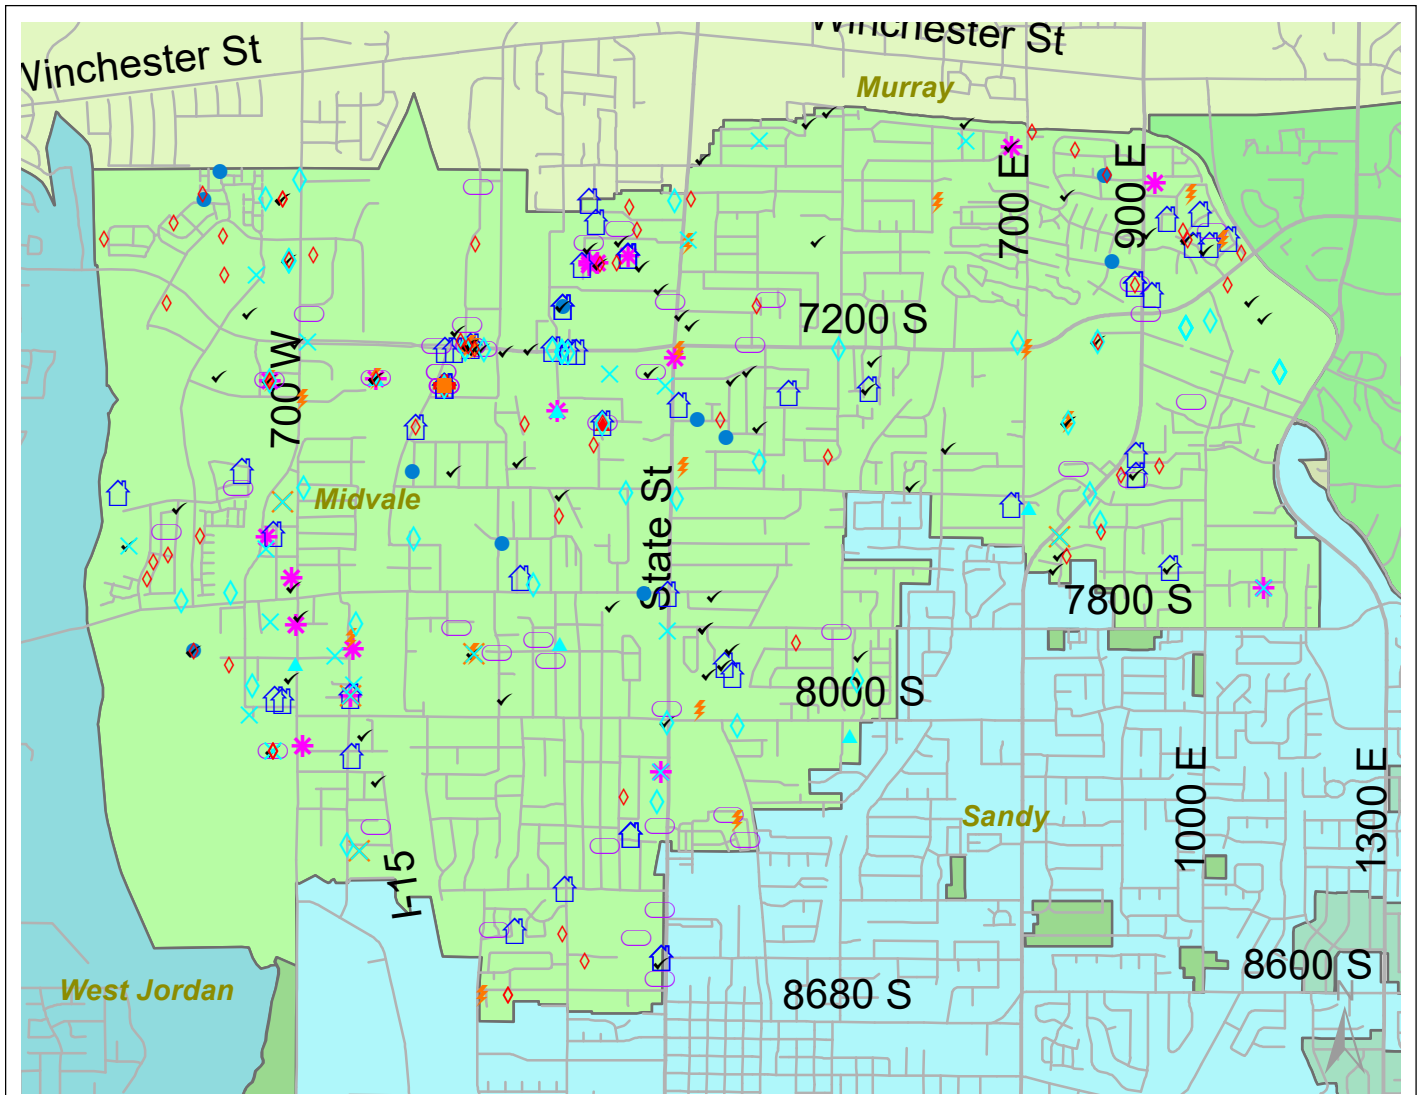 Winchester St
Winchester St
Murray
700 E
900 E
7200 S
700 W
Midvale
State St
7800 S
8000 S
Sandy
1000 E
1300 E
I-15
West Jordan
8680 S
8600 S
N